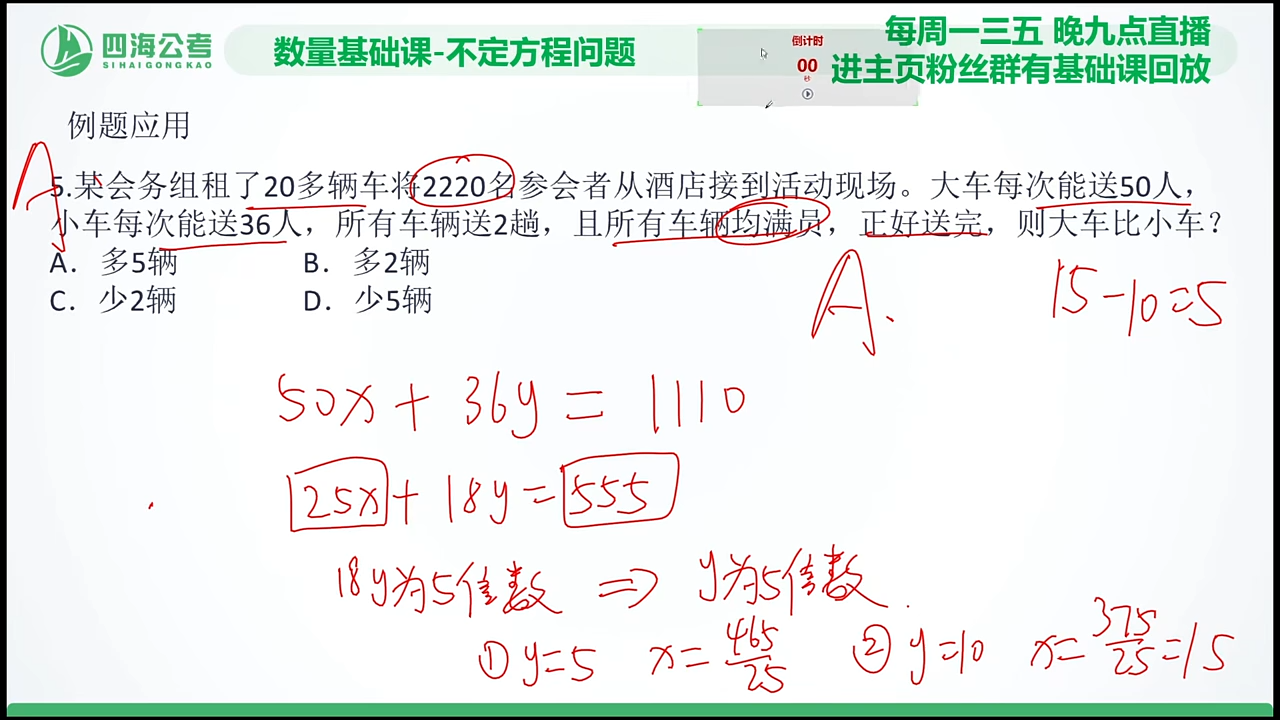 四海公考
SIHAIGONGKAO
数量基础课-不定方程问题
倒计时
00
秒
每周一三五 晚九点直播
进主页粉丝群有基础课回放
例题应用
A
5.某会务组租了20多辆车将2220名参会者从酒店接到活动现场。大车每次能送50人，
小车每次能送36人，所有车辆送2趟，且所有车辆均满员，正好送完，则大车比小车？
A．多5辆 B．多2辆
C．少2辆 D．少5辆
A.
15-10=5
50x+36y=1110
25x+18y=555
18y为5倍数 ⇒ y为5倍数.
①y=5 x=465/25 ②y=10 x=375/25=15